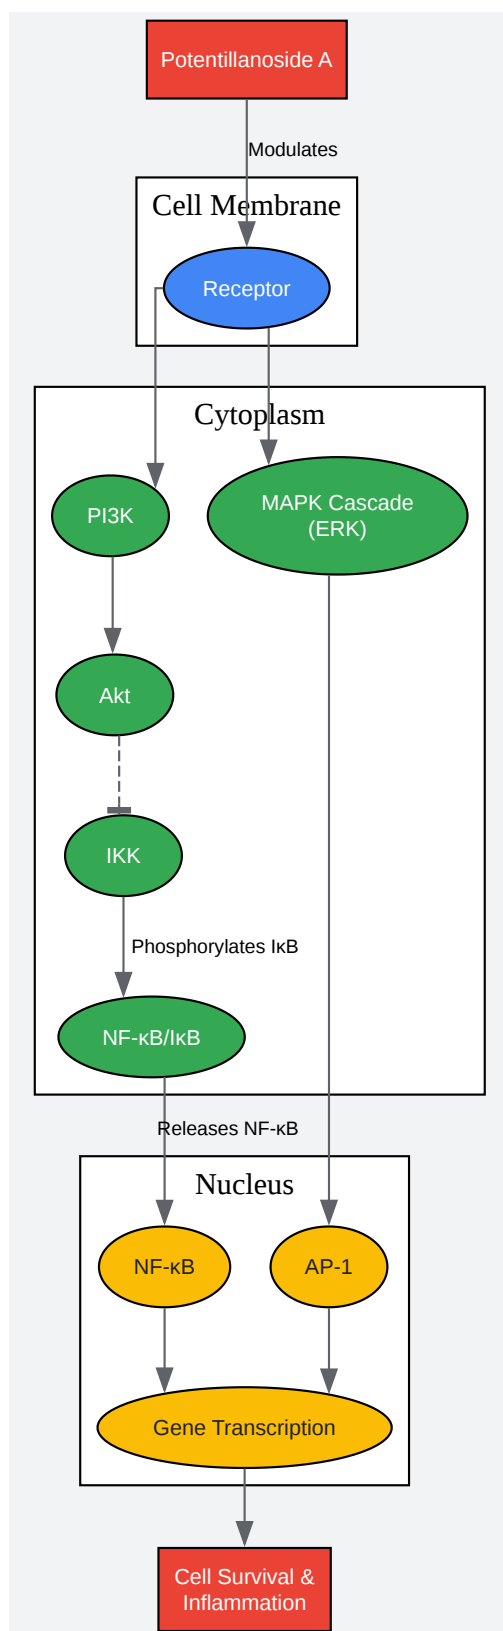 Potentillanoside A
Modulates
Cell Membrane
Receptor
Cytoplasm
PI3K
MAPK Cascade
(ERK)
Akt
IKK
Phosphorylates IκB
NF-κB/IκB
Releases NF-κB
Nucleus
NF-κB
AP-1
Gene Transcription
Cell Survival &
Inflammation